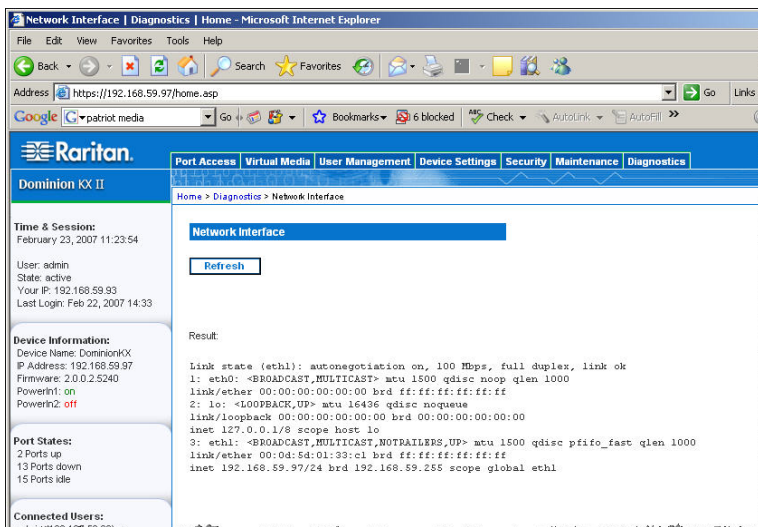 Network Interface | Diagnostics | Home - Microsoft Internet Explorer
File Edit View Favorites Tools Help
Back Search Favorites
Address https://192.168.59.97/home.asp Go Links
Google patriot media Go Bookmarks 6 blocked Check AutoLink AutoFill
Raritan.
Port Access Virtual Media User Management Device Settings Security Maintenance Diagnostics
Dominion KX II
Home > Diagnostics > Network Interface
Time & Session:
February 23, 2007 11:23:54
User: admin
State: active
Your IP: 192.168.59.93
Last Login: Feb 22, 2007 14:33
Device Information:
Device Name: DominionKX
IP Address: 192.168.59.97
Firmware: 2.0.0.2.5240
PowerIn1: on
PowerIn2: off
Port States:
2 Ports up
13 Ports down
15 Ports idle
Connected Users:
Network Interface
Refresh
Result:
Link state (eth1): autonegotiation on, 100 Mbps, full duplex, link ok
1: eth0: <BROADCAST,MULTICAST> mtu 1500 qdisc noop qlen 1000
link/ether 00:00:00:00:00:00 brd ff:ff:ff:ff:ff:ff
2: lo: <LOOPBACK,UP> mtu 16436 qdisc noqueue
link/loopback 00:00:00:00:00:00 brd 00:00:00:00:00:00
inet 127.0.0.1/8 scope host lo
3: eth1: <BROADCAST,MULTICAST,NOTRAILERS,UP> mtu 1500 qdisc pfifo_fast qlen 1000
link/ether 00:0d:5d:01:33:c1 brd ff:ff:ff:ff:ff:ff
inet 192.168.59.97/24 brd 192.168.59.255 scope global eth1